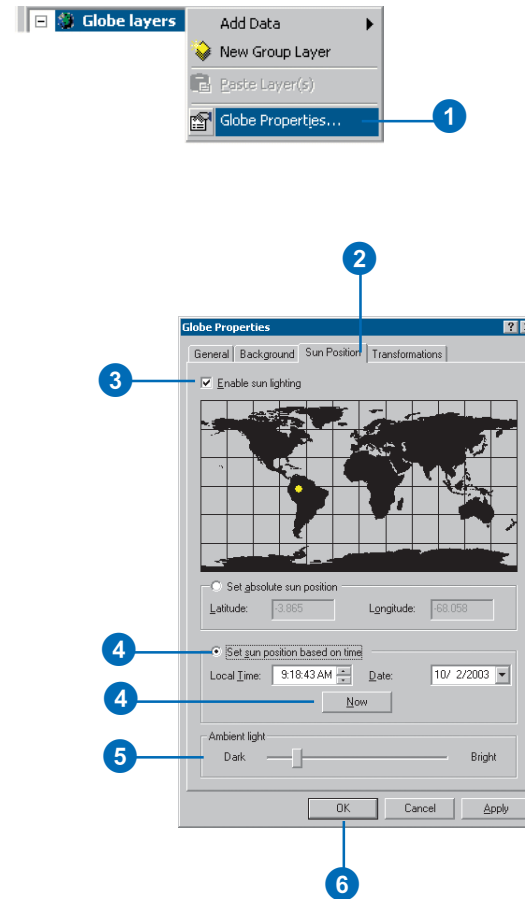 Globe layers
Add Data
New Group Layer
Paste Layer(s)
Globe Properties...
1
2
Globe Properties
General Background Sun Position Transformations
3
Enable sun lighting
Set absolute sun position
Latitude: -3.865 Longitude: -68.058
4
Set sun position based on time
Local Time: 9:18:43 AM Date: 10/ 2/2003
4
Now
Ambient light
5
Dark Bright
OK Cancel Apply
6